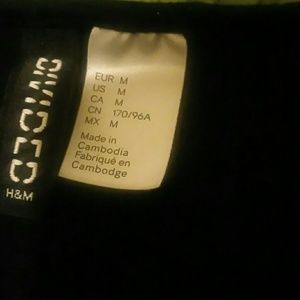 DIVIDED
H&M
EUR M
US M
CA M
CN 170/96A
MX M
Made in
Cambodia
Fabriqué en
Cambodge